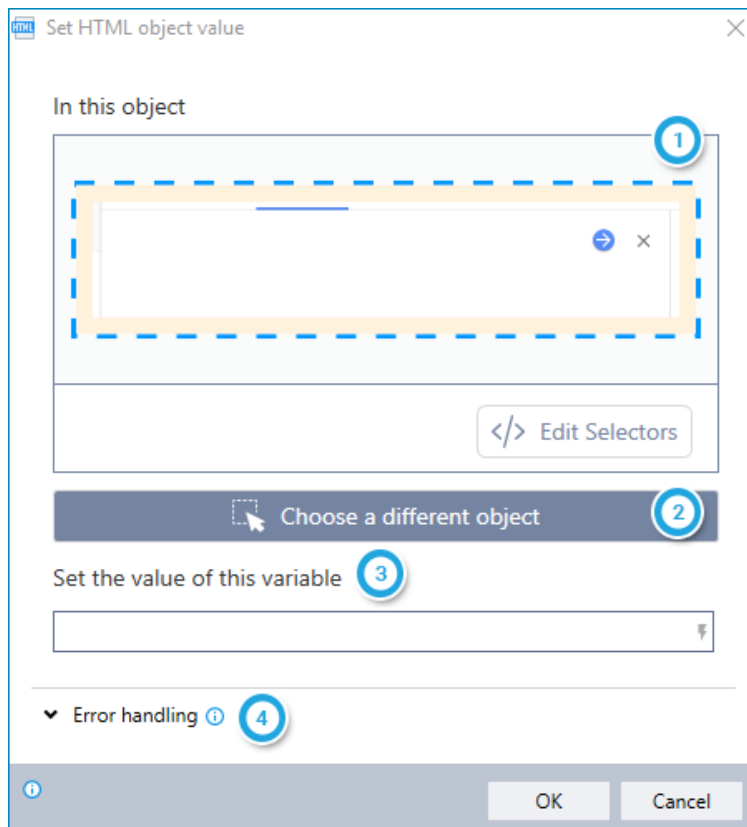 HTML Set HTML object value
In this object
1
</> Edit Selectors
Choose a different object 2
Set the value of this variable 3
Error handling 4
OK Cancel